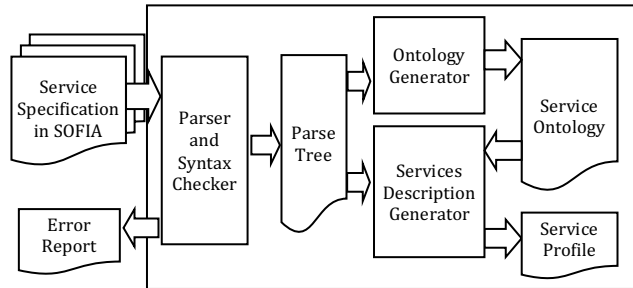 Service
Specification
in SOFIA
Error
Report
Parser
and
Syntax
Checker
Parse
Tree
Ontology
Generator
Services
Description
Generator
Service
Ontology
Service
Profile